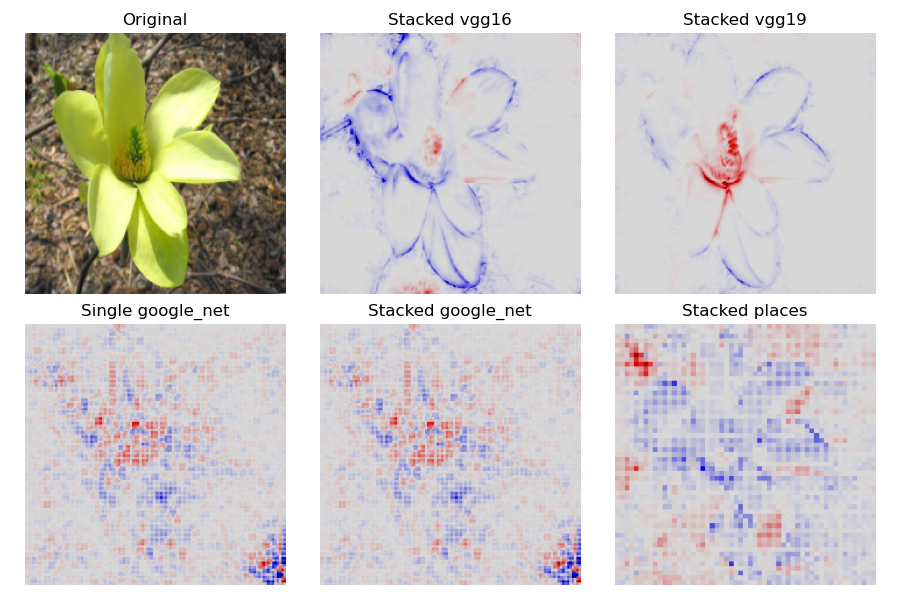 Original
Stacked vgg16
Stacked vgg19
Single google_net
Stacked google_net
Stacked places